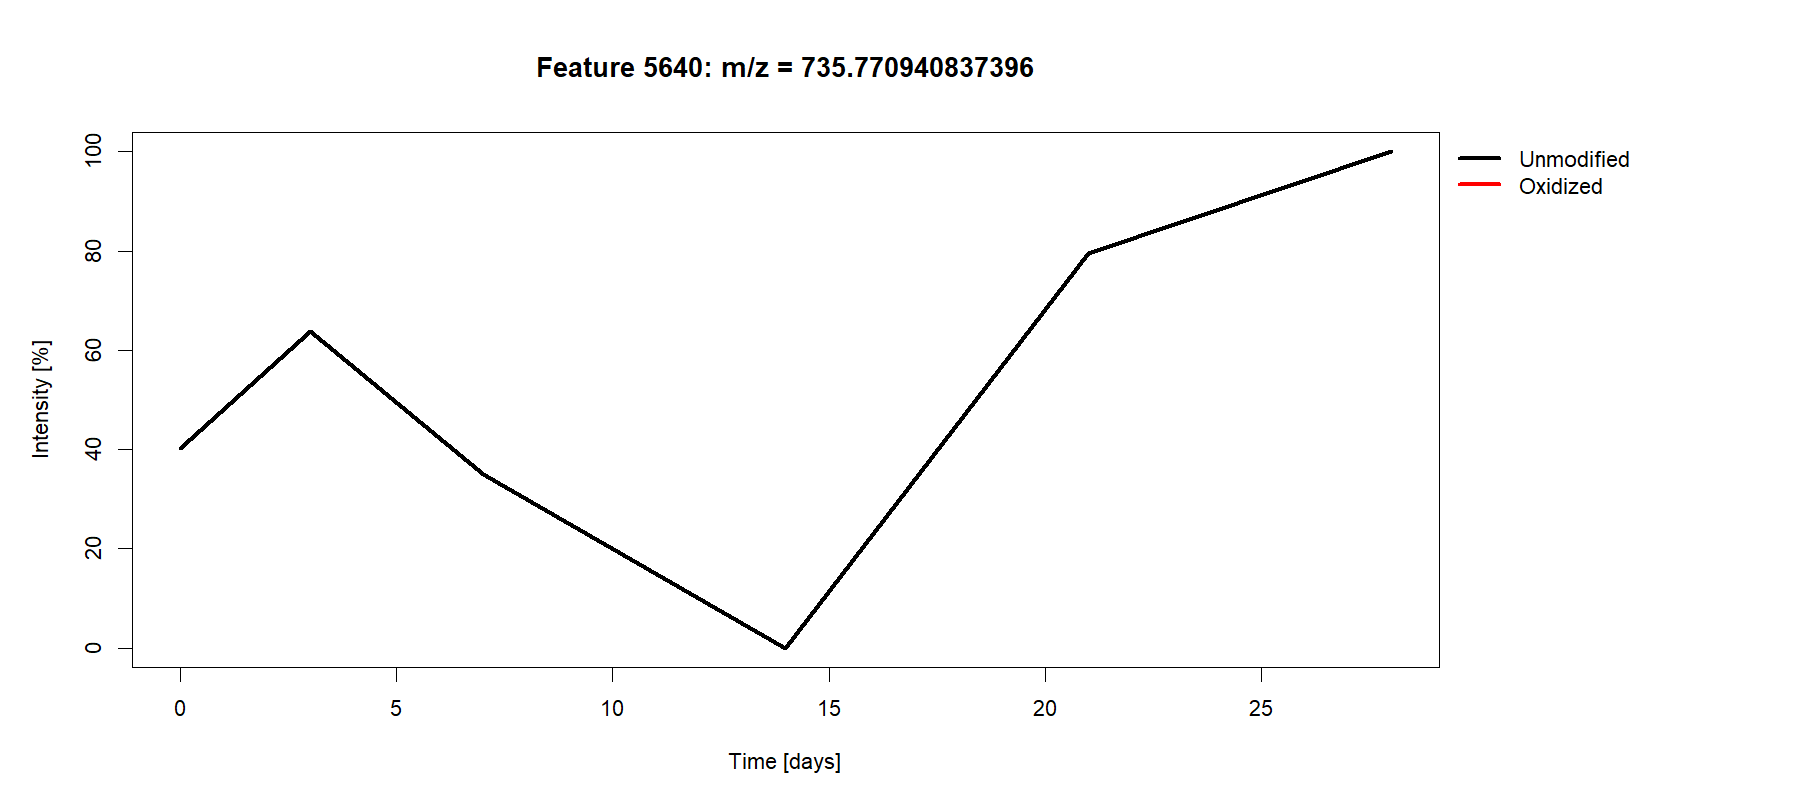 Feature 5640: m/z = 735.770940837396
Unmodified
Oxidized
Intensity [%]
100
80
60
40
20
0
0 5 10 15 20 25
Time [days]